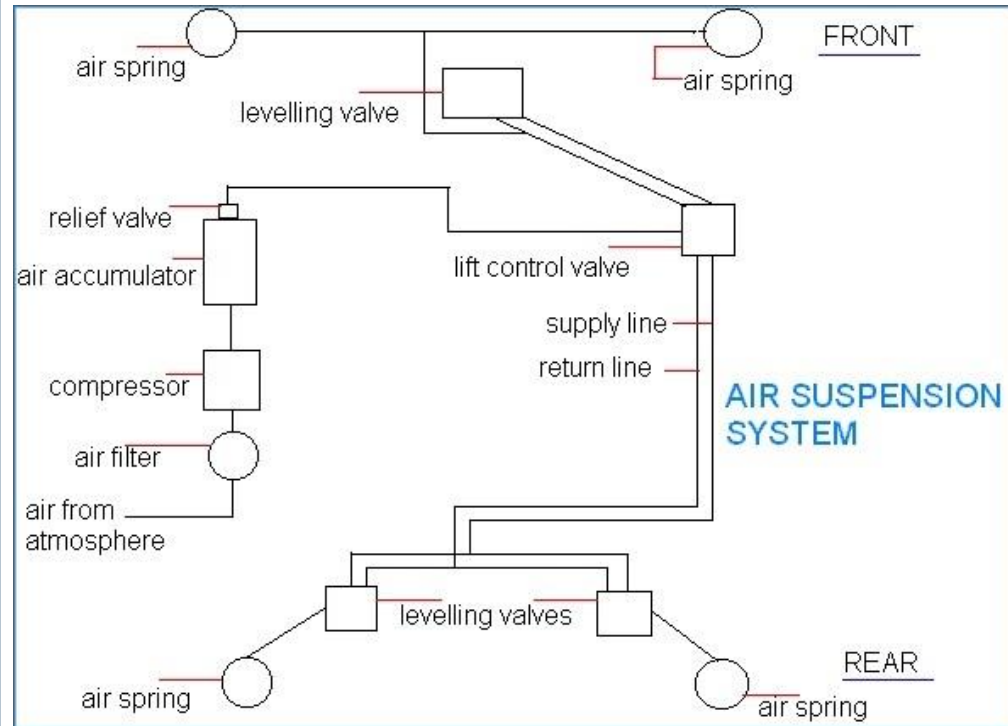 FRONT
air spring
air spring
levelling valve
relief valve
lift control valve
air accumulator
supply line
return line
compressor
AIR SUSPENSION
SYSTEM
air filter
air from
atmosphere
levelling valves
REAR
air spring
air spring